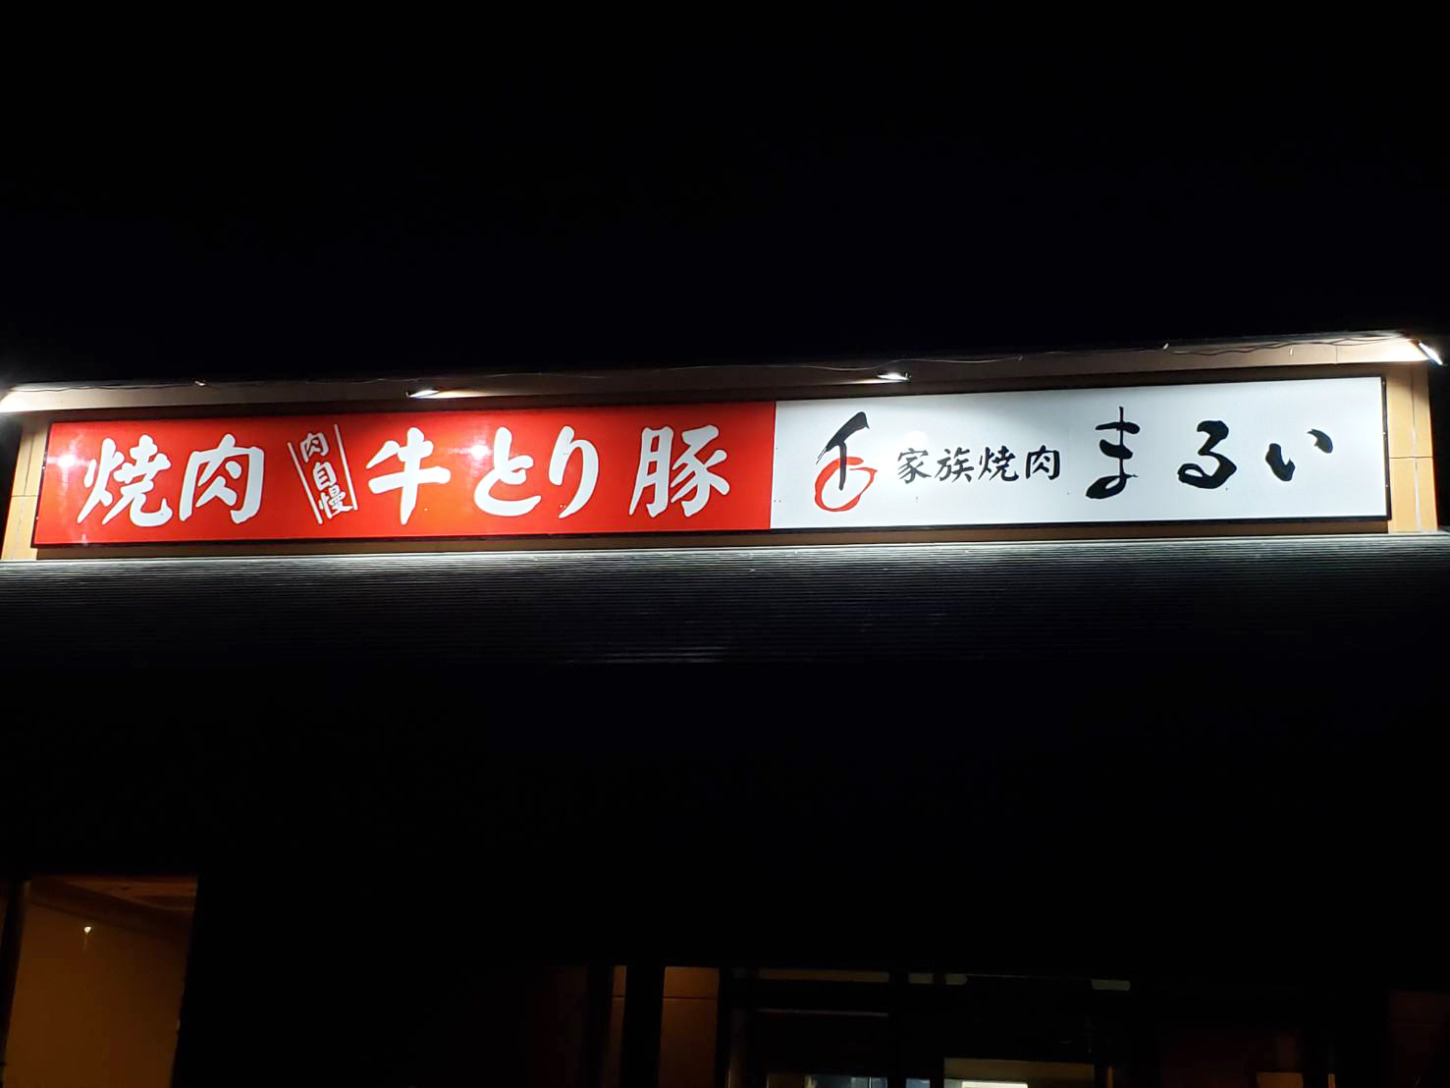 焼肉 肉自慢 牛とり豚
家族焼肉 まるい